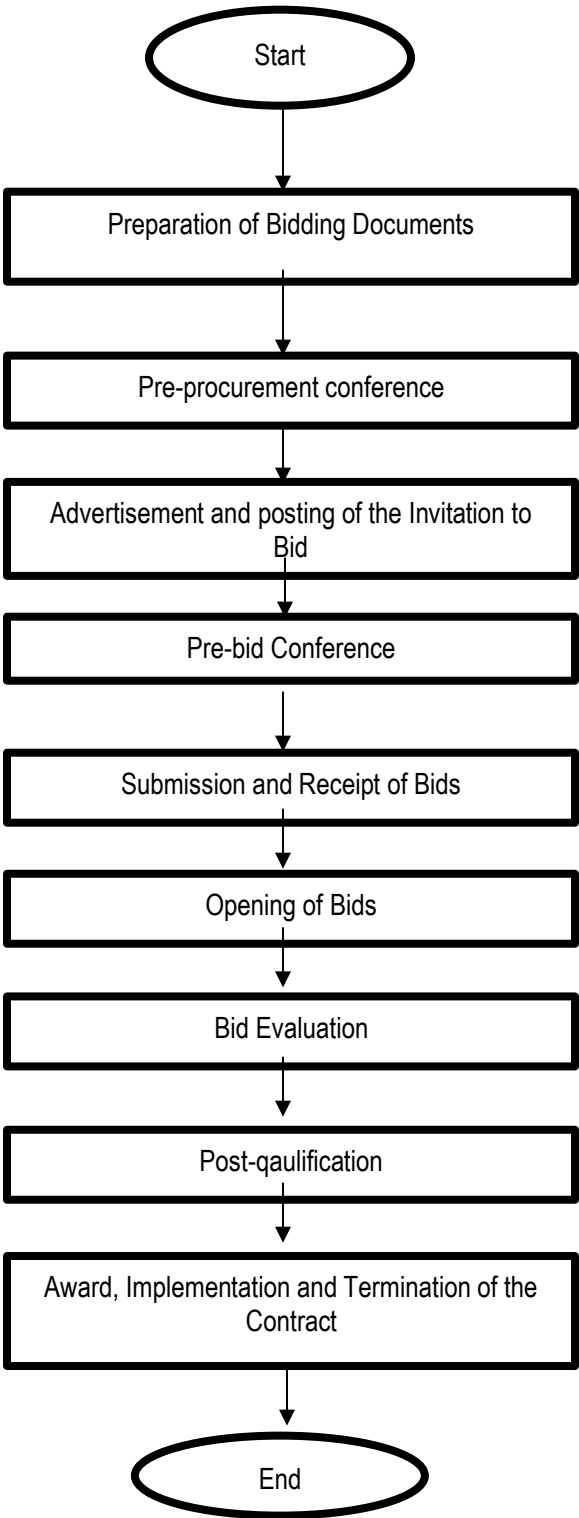 Start
Preparation of Bidding Documents
Pre-procurement conference
Advertisement and posting of the Invitation to
Bid
Pre-bid Conference
Submission and Receipt of Bids
Opening of Bids
Bid Evaluation
Post-qaulification
Award, Implementation and Termination of the
Contract
End